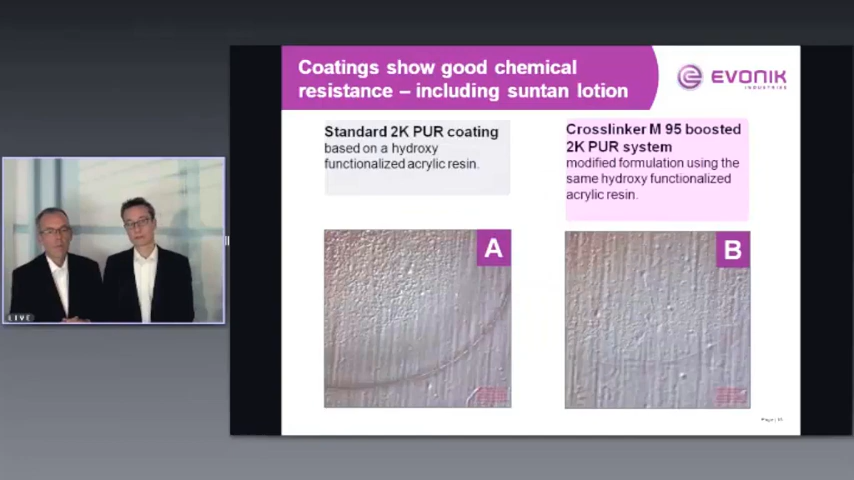 Coatings show good chemical
resistance – including suntan lotion
EVONIK
INDUSTRIES
Standard 2K PUR coating
based on a hydroxy
functionalized acrylic resin.
Crosslinker M 95 boosted
2K PUR system
modified formulation using the
same hydroxy functionalized
acrylic resin.
A
B
LIVE